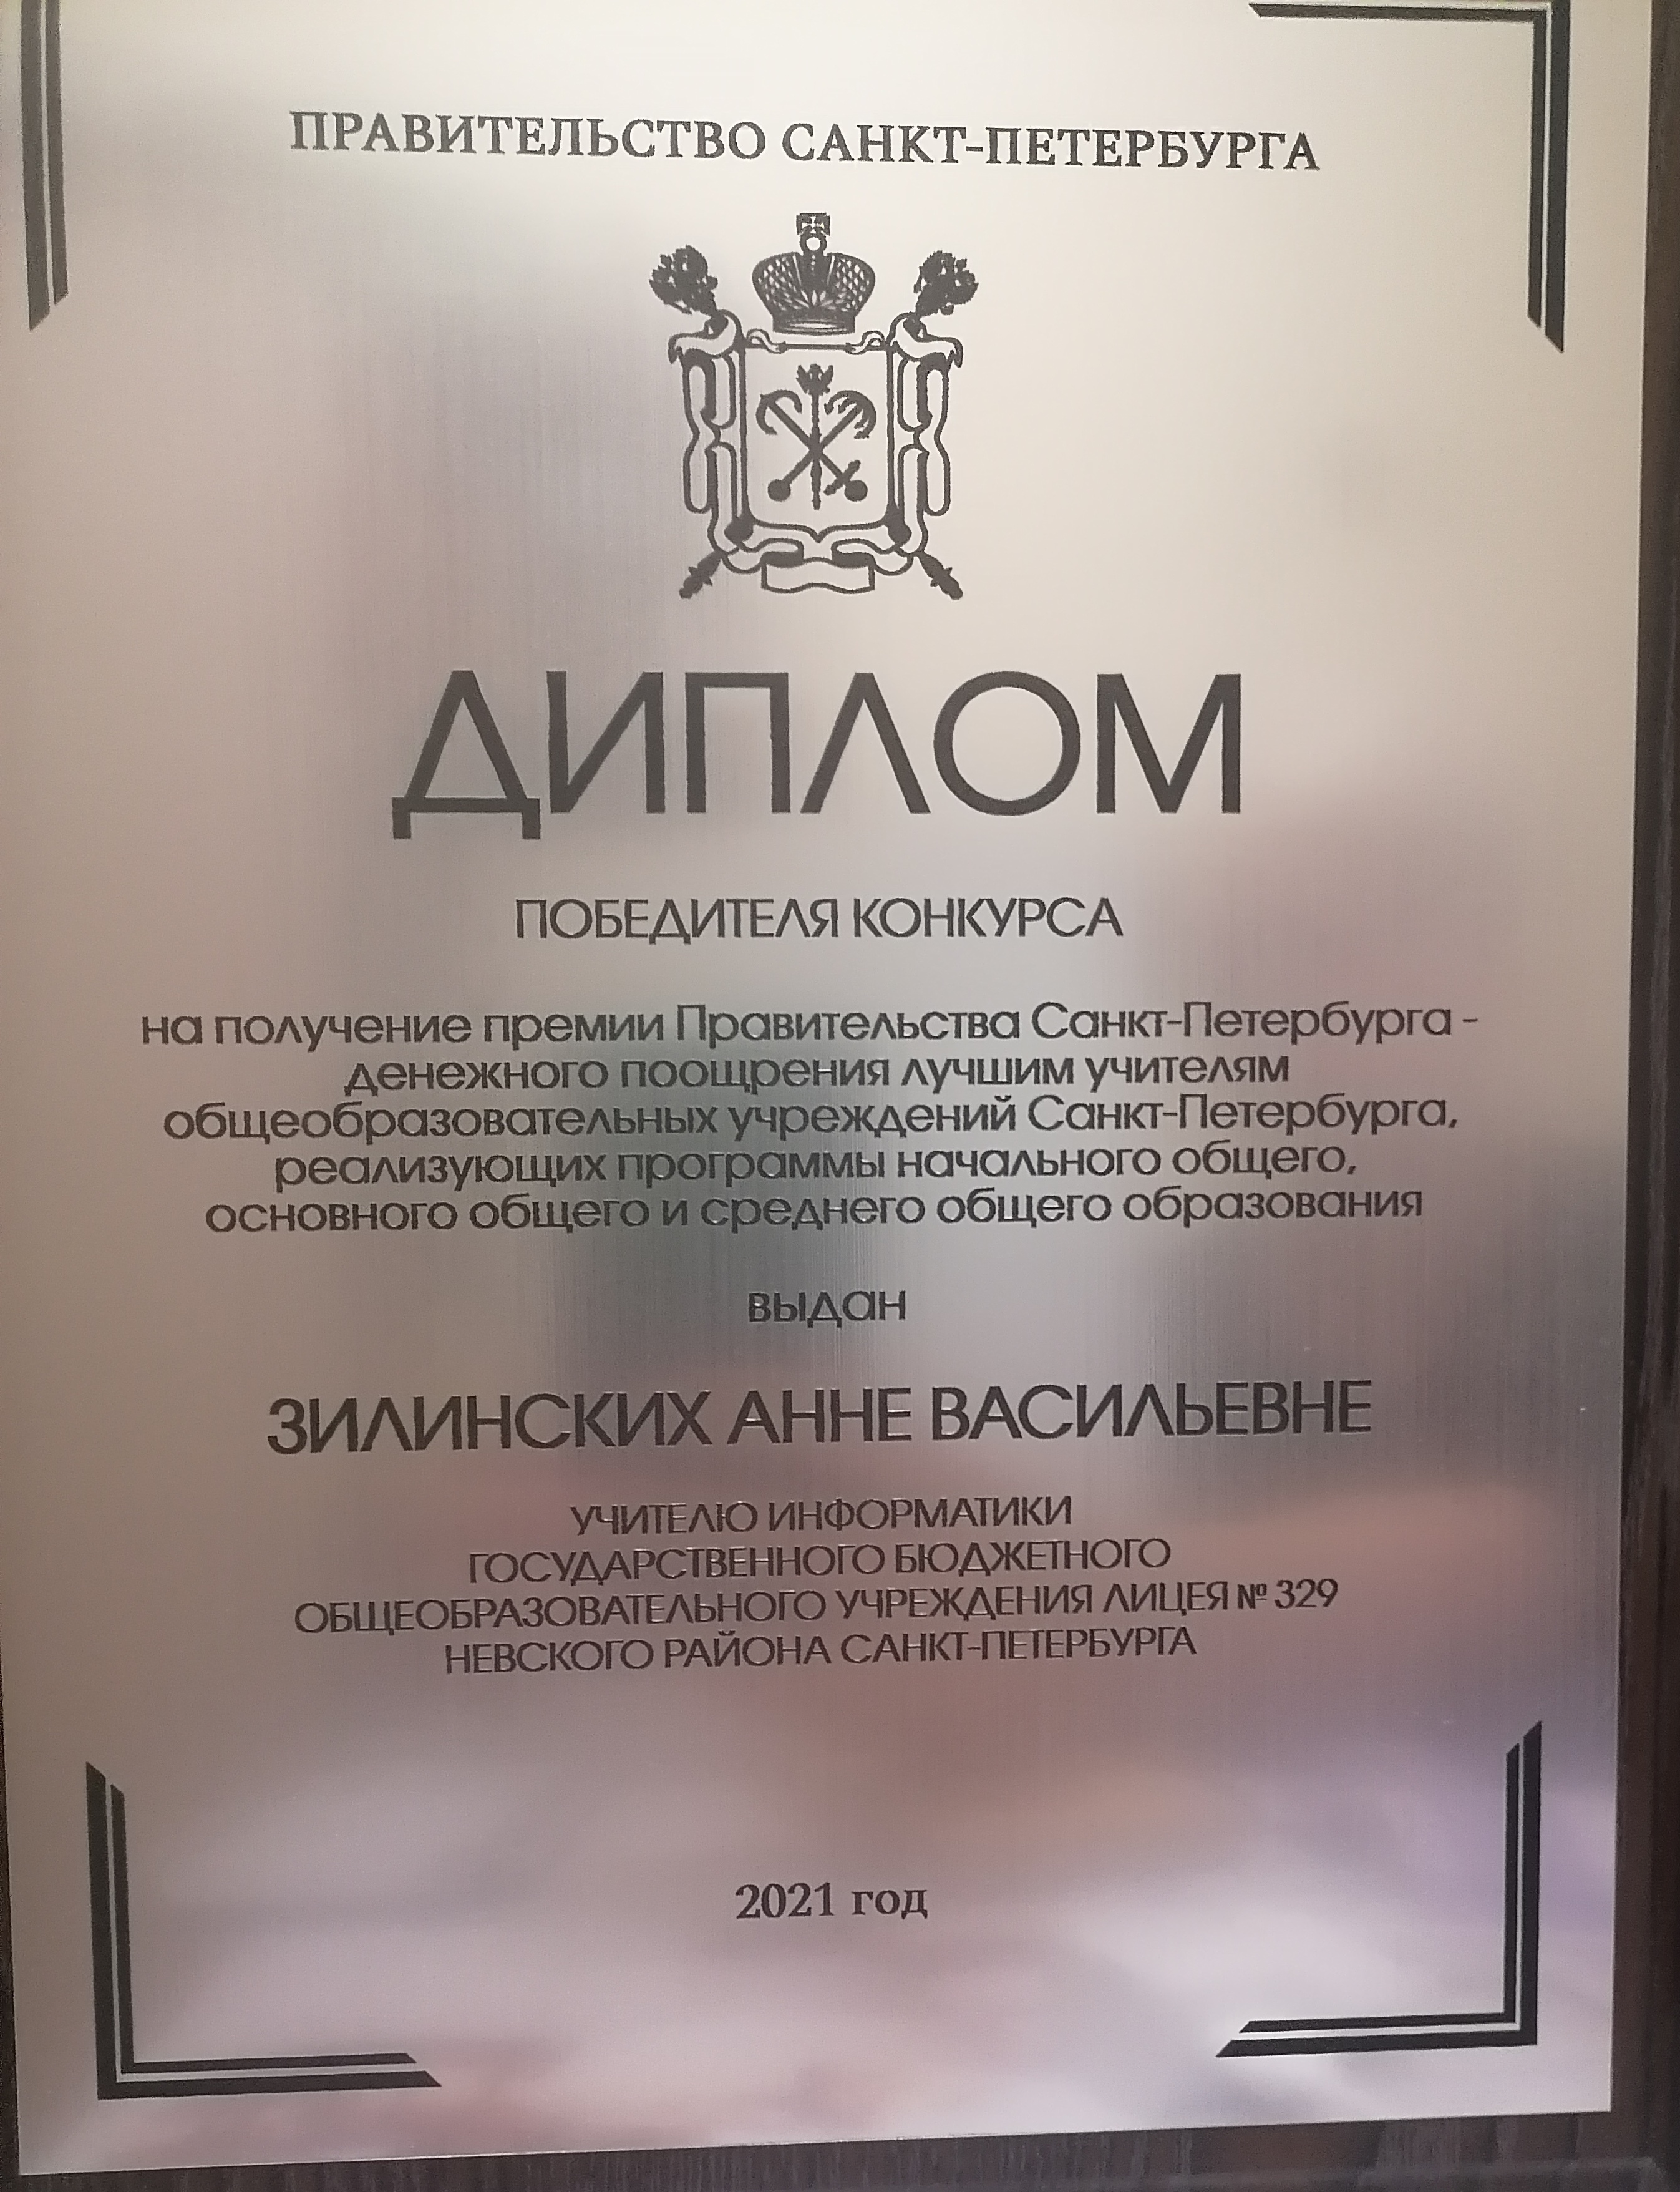 ПРАВИТЕЛЬСТВО САНКТ-ПЕТЕРБУРГА
ДИПЛОМ
ПОБЕДИТЕЛЯ КОНКУРСА
на получение премии Правительства Санкт-Петербурга -
денежного поощрения лучшим учителям
общеобразовательных учреждений Санкт-Петербурга,
реализующих программы начального общего,
основного общего и среднего общего образования
выдан
ЗИЛИНСКИХ АННЕ ВАСИЛЬЕВНЕ
УЧИТЕЛЮ ИНФОРМАТИКИ
ГОСУДАРСТВЕННОГО БЮДЖЕТНОГО
ОБЩЕОБРАЗОВАТЕЛЬНОГО УЧРЕЖДЕНИЯ ЛИЦЕЯ № 329
НЕВСКОГО РАЙОНА САНКТ-ПЕТЕРБУРГА
2021 год